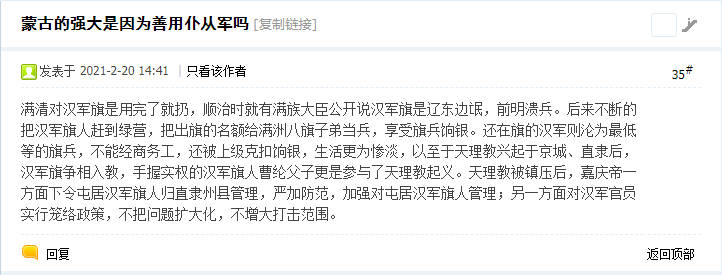 蒙古的强大是因为善用仆从军吗 [复制链接]
发表于 2021-2-20 14:41 | 只看该作者 35#
满清对汉军旗是用完了就扔，顺治时就有满族大臣公开说汉军旗是辽东边氓，前明溃兵。后来不断的
把汉军旗人赶到绿营，把出旗的名额给满洲八旗子弟当兵，享受旗兵饷银。还在旗的汉军则沦为最低
等的旗兵，不能经商务工，还被上级克扣饷银，生活更为惨淡，以至于天理教兴起于京城、直隶后，
汉军旗争相入教，手握实权的汉军旗人曹纶父子更是参与了天理教起义。天理教被镇压后，嘉庆帝一
方面下令屯居汉军旗人归直隶州县管理，严加防范，加强对屯居汉军旗人管理；另一方面对汉军官员
实行笼络政策，不把问题扩大化，不增大打击范围。
回复 返回顶部